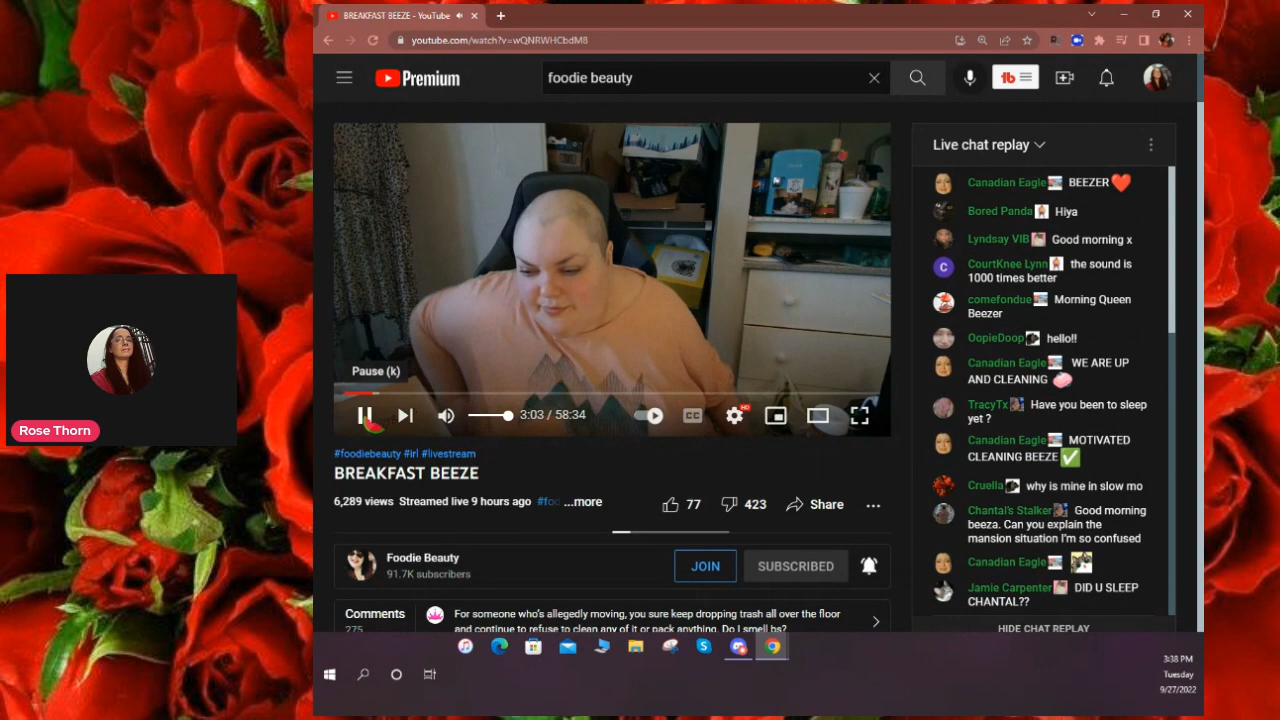 BREAKFAST BEEZE - YouTube
youtube.com/watch?v=wQNRWHCbdM8
Premium
foodie beauty
Live chat replay
Canadian Eagle BEEZER
Bored Panda Hiya
Lyndsay VIB Good morning x
CourtKnee Lynn the sound is
1000 times better
comefondue Morning Queen
Beezer
OopieDoop hello!!
Canadian Eagle WE ARE UP
AND CLEANING
TracyTx Have you been to sleep
yet ?
Canadian Eagle MOTIVATED
CLEANING BEEZE
Cruella why is mine in slow mo
Chantal's Stalker Good morning
beeza. Can you explain the
mansion situation I'm so confused
Canadian Eagle
Jamie Carpenter DID U SLEEP
CHANTAL??
HIDE CHAT REPLAY
Pause (k)
3:03 / 58:34
CC
HD
#foodiebeauty #irl #livestream
BREAKFAST BEEZE
6,289 views Streamed live 9 hours ago #foo ...more
77
423
Share
Foodie Beauty
91.7K subscribers
JOIN
SUBSCRIBED
Comments
275
For someone who's allegedly moving, you sure keep dropping trash all over the floor
and continue to refuse to clean any of it or pack anything. Do I smell bs?
Rose Thorn
3:38 PM
Tuesday
9/27/2022